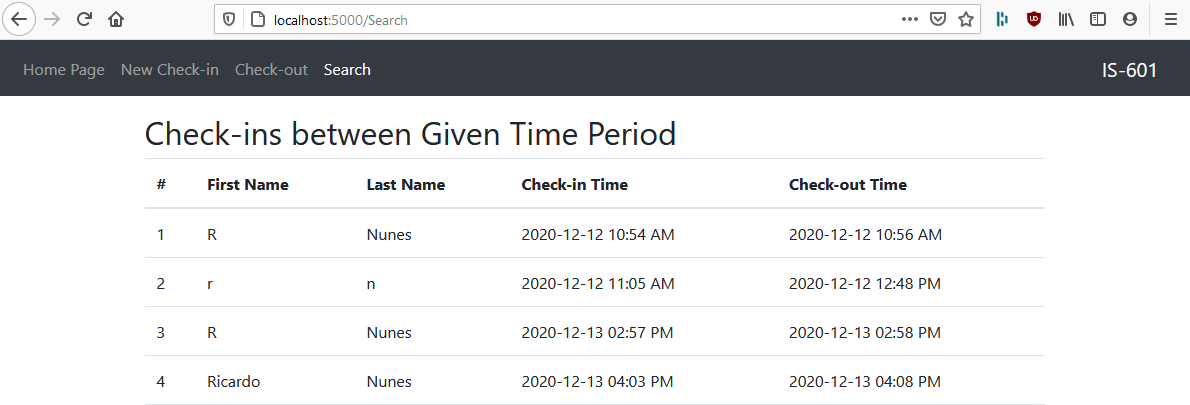 localhost:5000/Search
Home Page New Check-in Check-out Search IS-601
Check-ins between Given Time Period
# First Name Last Name Check-in Time Check-out Time
1 R Nunes 2020-12-12 10:54 AM 2020-12-12 10:56 AM
2 r n 2020-12-12 11:05 AM 2020-12-12 12:48 PM
3 R Nunes 2020-12-13 02:57 PM 2020-12-13 02:58 PM
4 Ricardo Nunes 2020-12-13 04:03 PM 2020-12-13 04:08 PM